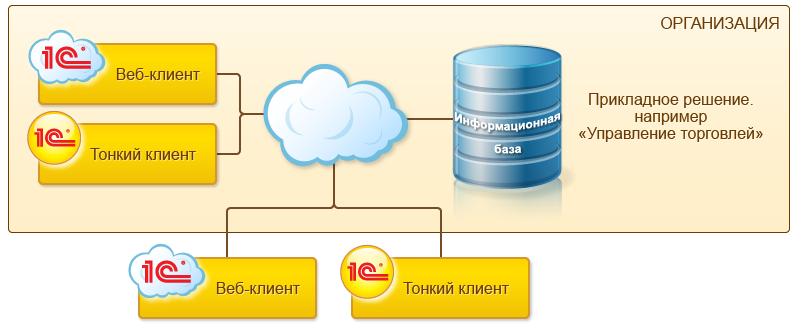 ОРГАНИЗАЦИЯ
1С
Веб-клиент
1С
Тонкий клиент
Информационная
база
Прикладное решение.
например
«Управление торговлей»
1С
Веб-клиент
1С
Тонкий клиент